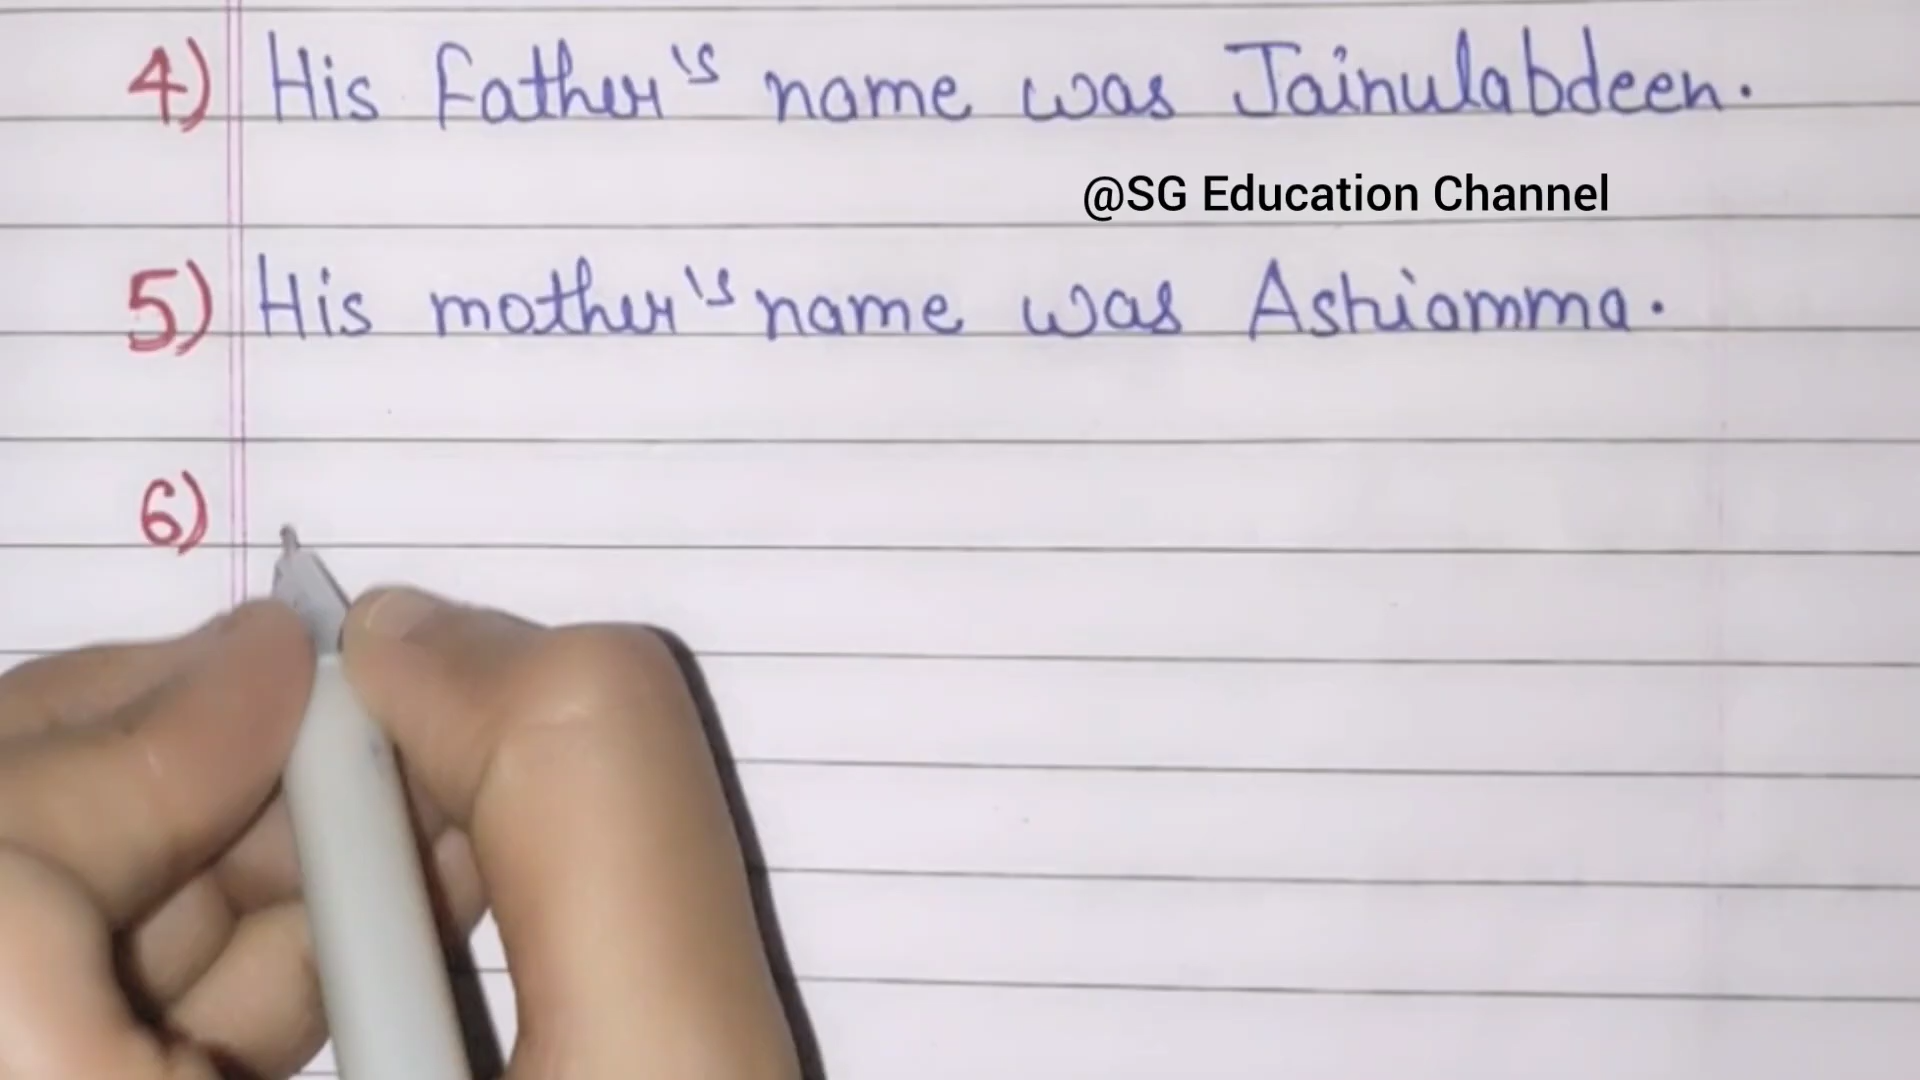 4) His Father's name was Jainulabdeen.
@SG Education Channel
5) His mother's name was Ashiamma.
6)